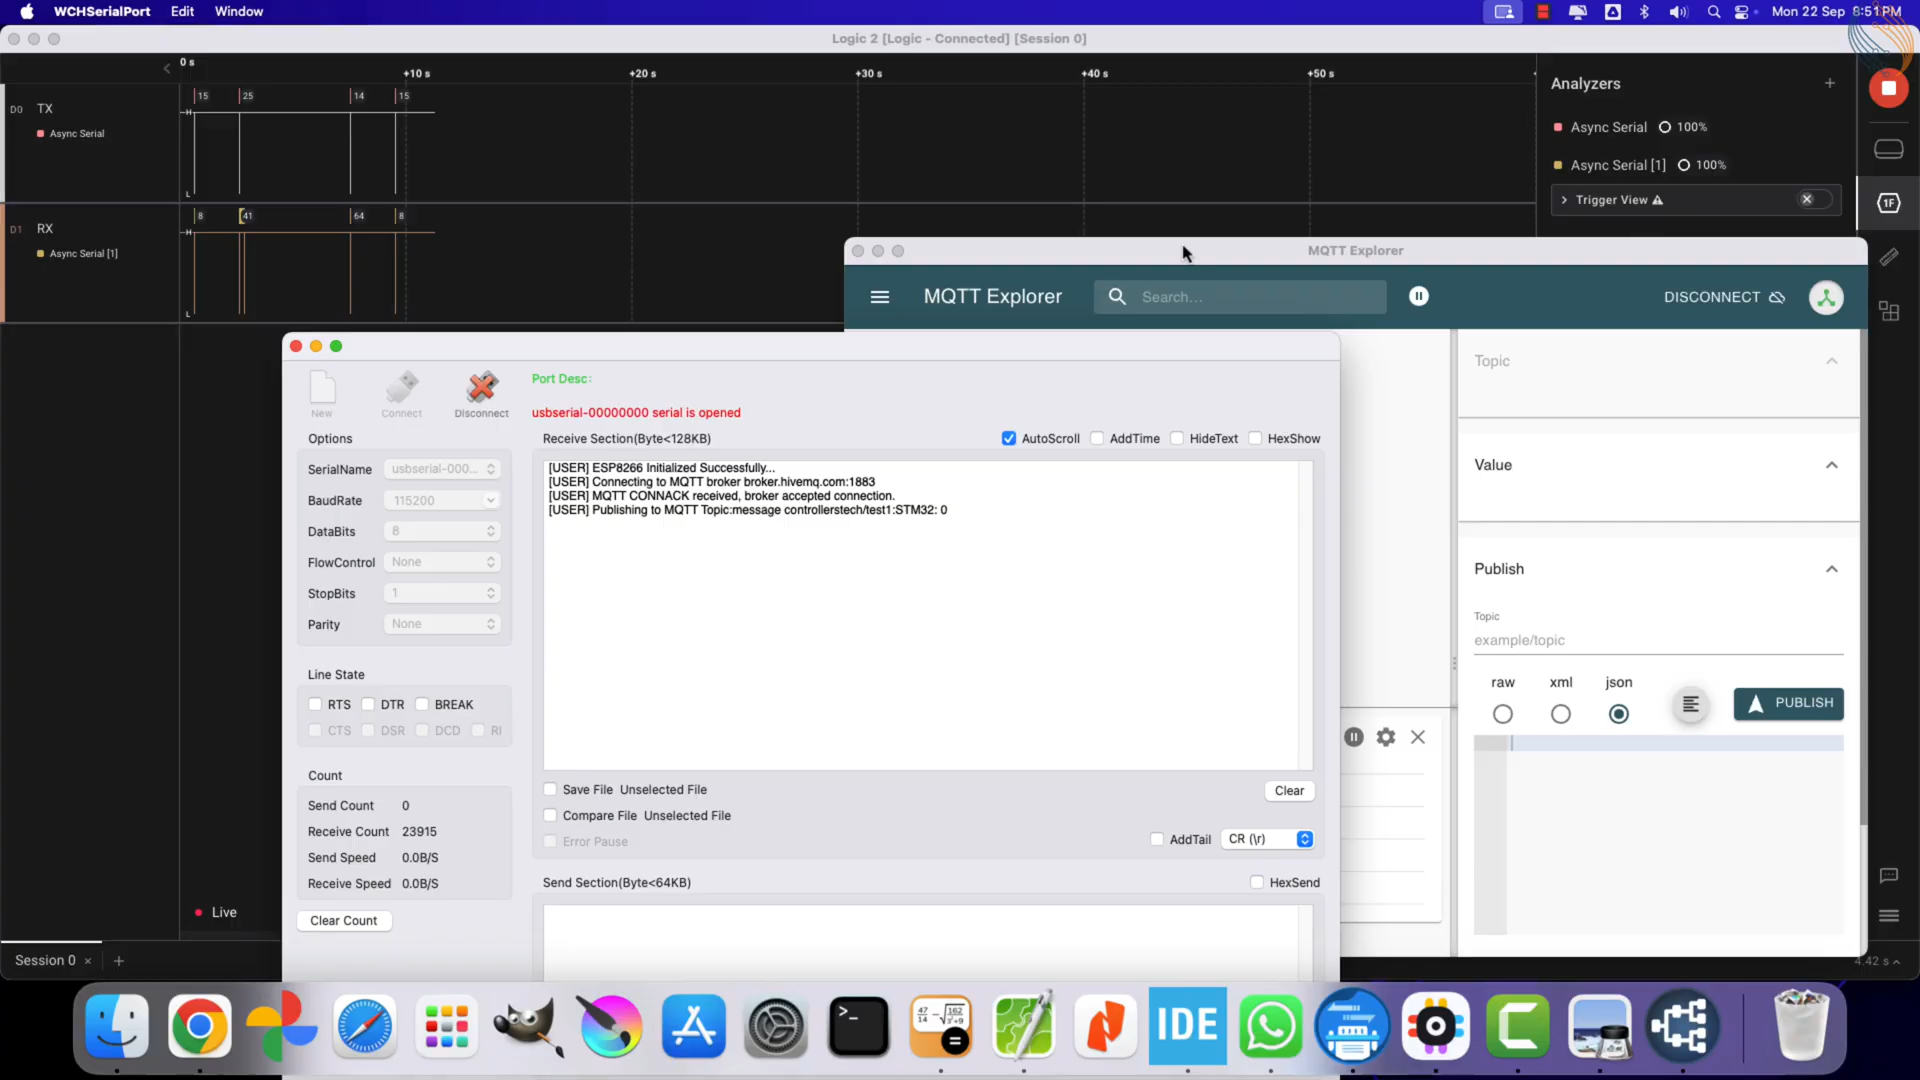 WCHSerialPort Edit Window
Mon 22 Sep 8:51PM
Logic 2 [Logic - Connected] [Session 0]
0 s
+10 s +20 s +30 s +40 s +50 s
D0 TX
Async Serial
15 25 14 15
H
L
D1 RX
Async Serial [1]
8 41 64 8
H
L
Analyzers
Async Serial 100%
Async Serial [1] 100%
Trigger View
1F
MQTT Explorer
MQTT Explorer
Search...
DISCONNECT
Topic
Value
Publish
Topic
example/topic
raw xml json
PUBLISH
New Connect Disconnect
Port Desc:
usbserial-00000000 serial is opened
Options
SerialName usbserial-000...
BaudRate 115200
DataBits 8
FlowControl None
StopBits 1
Parity None
Line State
RTS DTR BREAK
CTS DSR DCD RI
Count
Send Count 0
Receive Count 23915
Send Speed 0.0B/S
Receive Speed 0.0B/S
Clear Count
Receive Section(Byte<128KB)
AutoScroll AddTime HideText HexShow
[USER] ESP8266 Initialized Successfully...
[USER] Connecting to MQTT broker broker.hivemq.com:1883
[USER] MQTT CONNACK received, broker accepted connection.
[USER] Publishing to MQTT Topic:message controllerstech/test1:STM32: 0
Save File Unselected File
Clear
Compare File Unselected File
Error Pause
AddTail CR (\r)
Send Section(Byte<64KB)
HexSend
Live
Session 0
4.42 s
IDE